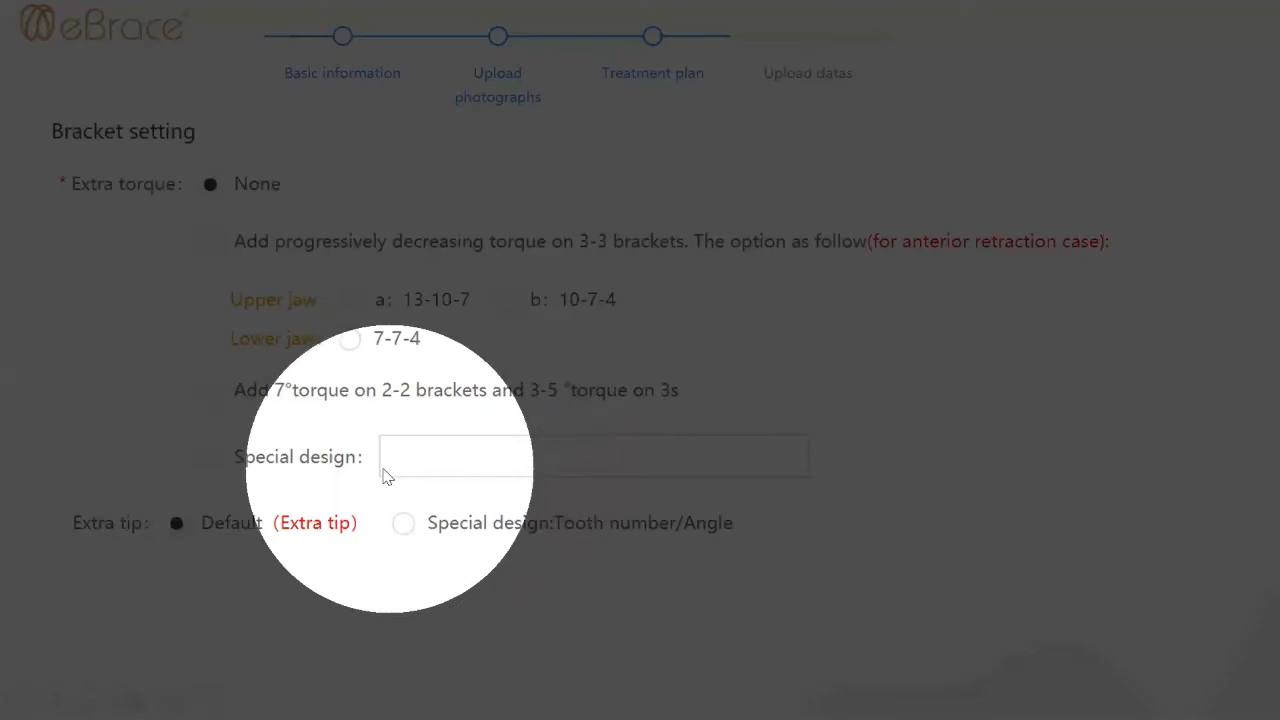 eBrace
Basic information
Upload photographs
Treatment plan
Upload datas
Bracket setting
* Extra torque: None
Add progressively decreasing torque on 3-3 brackets. The option as follow(for anterior retraction case):
Upper jaw a: 13-10-7 b: 10-7-4
Lower jaw: 7-7-4
Add 7°torque on 2-2 brackets and 3-5 °torque on 3s
Special design:
Extra tip: Default (Extra tip) Special design:Tooth number/Angle